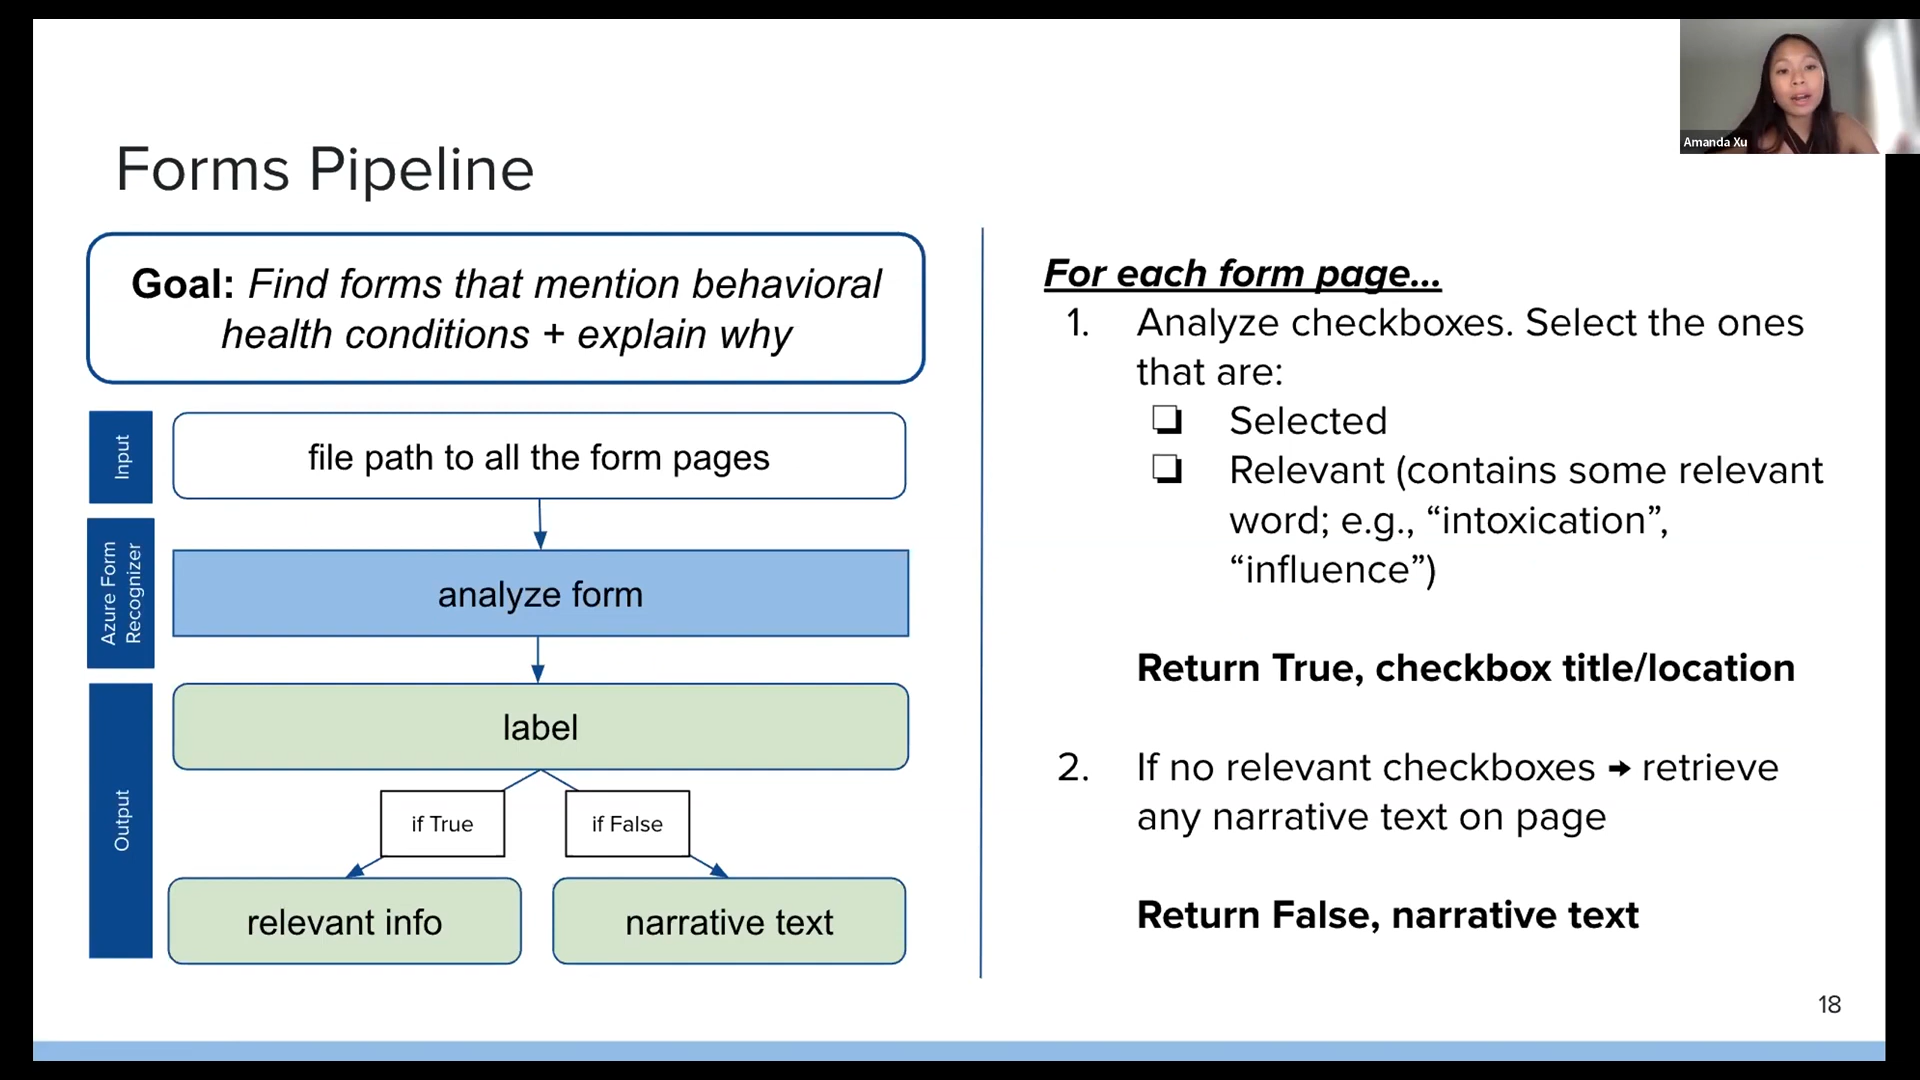 Amanda Xu
Forms Pipeline
Goal: Find forms that mention behavioral
health conditions + explain why
Input
file path to all the form pages
Azure Form
Recognizer
analyze form
Output
label
if True
if False
relevant info
narrative text
For each form page...
1. Analyze checkboxes. Select the ones
that are:
❏ Selected
❏ Relevant (contains some relevant
word; e.g., “intoxication”,
“influence”)
Return True, checkbox title/location
2. If no relevant checkboxes → retrieve
any narrative text on page
Return False, narrative text
18